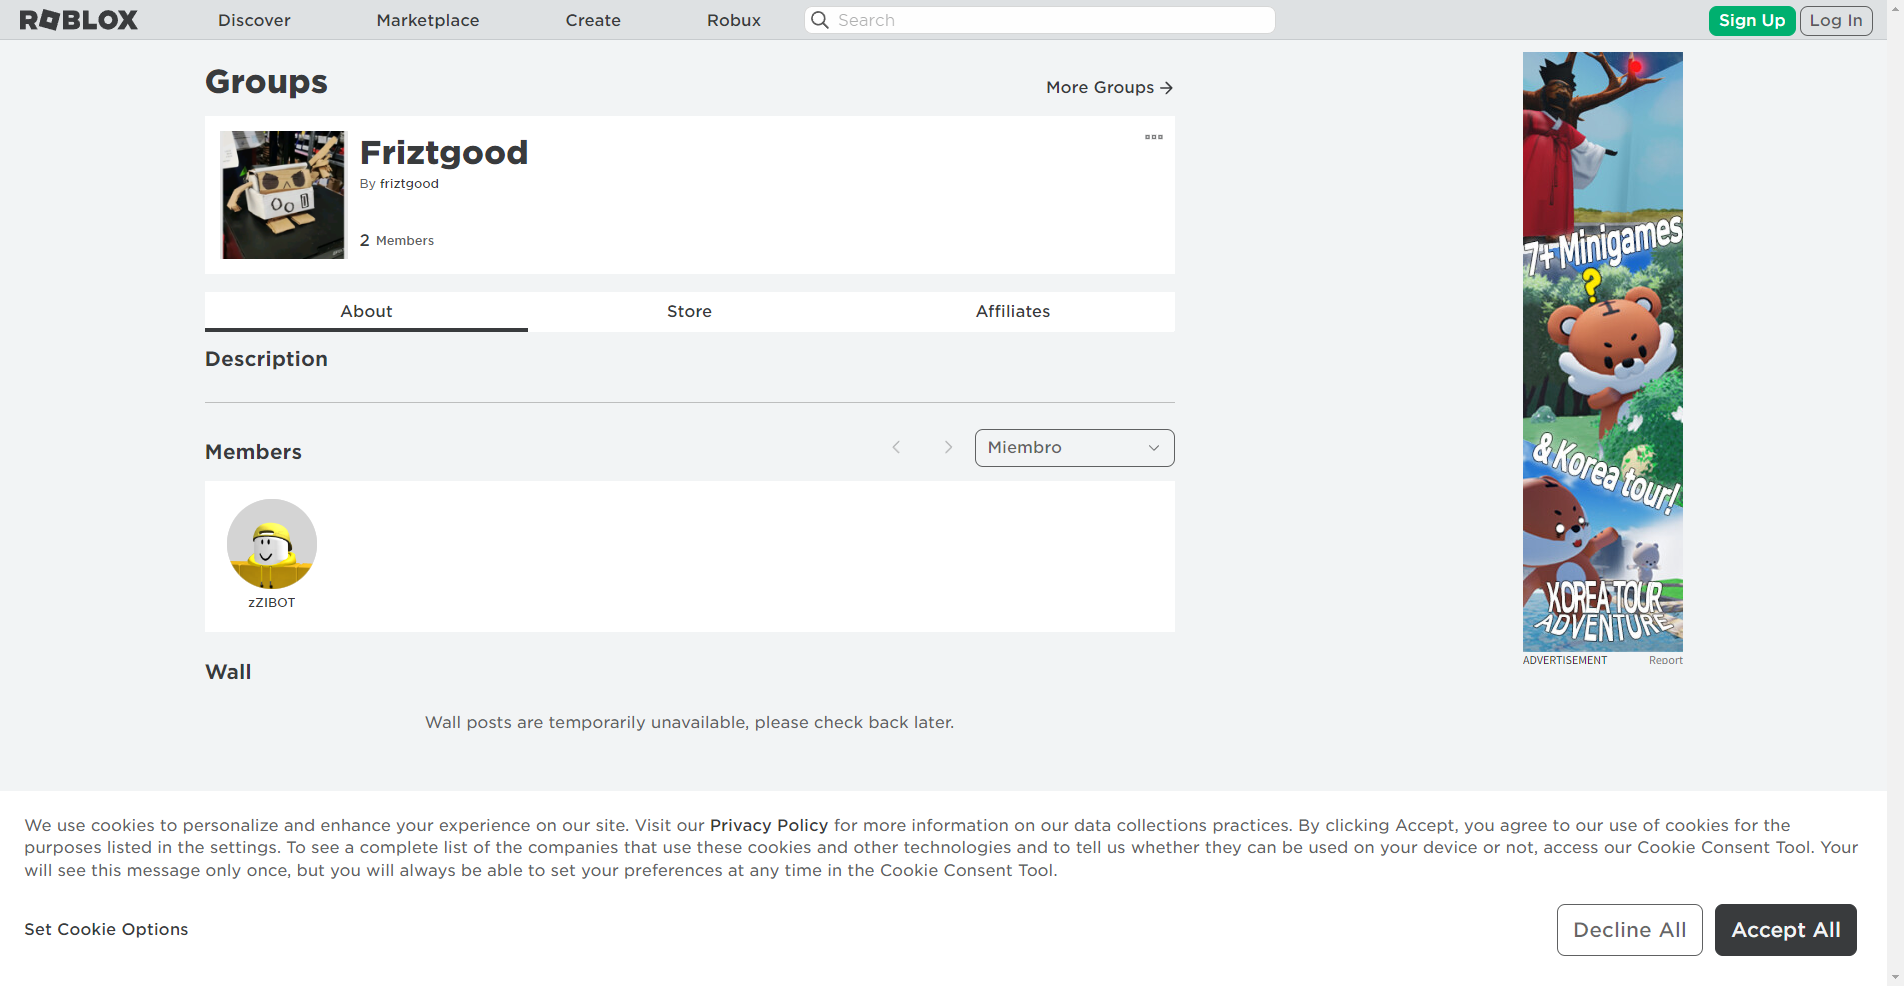 ROBLOX Discover Marketplace Create Robux Search Sign Up Log In
Groups
More Groups →
Friztgood
By friztgood
2 Members
About Store Affiliates
Description
Members
Miembro
zZIBOT
Wall
Wall posts are temporarily unavailable, please check back later.
7+ Minigames
?
& Korea tour!
KOREA TOUR
ADVENTURE
ADVERTISEMENT Report
We use cookies to personalize and enhance your experience on our site. Visit our Privacy Policy for more information on our data collections practices. By clicking Accept, you agree to our use of cookies for the
purposes listed in the settings. To see a complete list of the companies that use these cookies and other technologies and to tell us whether they can be used on your device or not, access our Cookie Consent Tool. Your
will see this message only once, but you will always be able to set your preferences at any time in the Cookie Consent Tool.
Set Cookie Options
Decline All Accept All